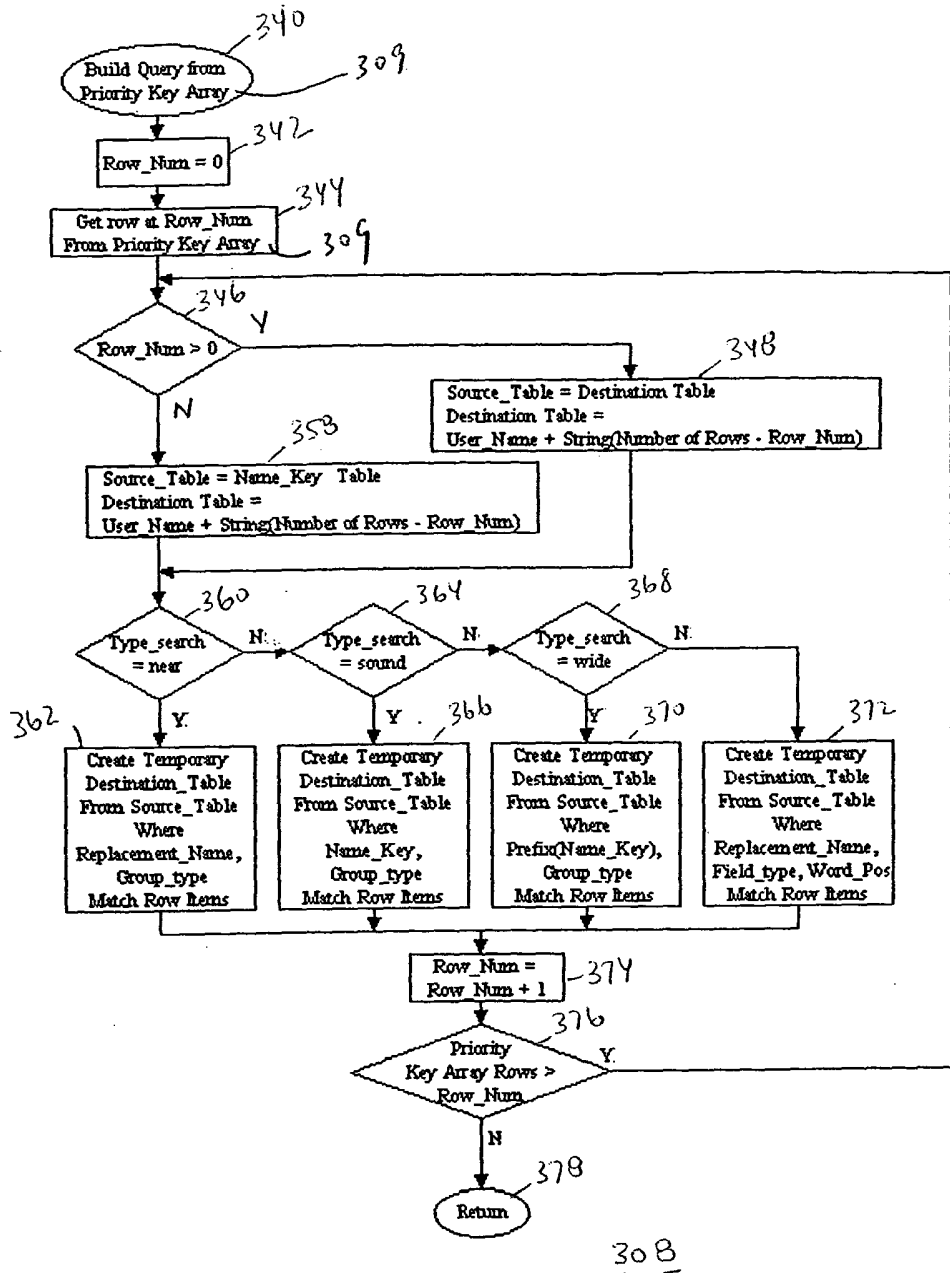 340
Build Query from
Priority Key Array
309
342
Row_Num = 0
344
Get row at Row_Num
From Priority Key Array
309
346
Row_Num > 0
Y
N
348
Source_Table = Destination Table
Destination Table =
User_Name + String(Number of Rows - Row_Num)
358
Source_Table = Name_Key Table
Destination Table =
User_Name + String(Number of Rows - Row_Num)
360
Type_search
= near
N
364
Type_search
= sound
N
368
Type_search
= wide
N
Y
Y
Y
362
Create Temporary
Destination_Table
From Source_Table
Where
Replacement_Name,
Group_type
Match Row Items
366
Create Temporary
Destination_Table
From Source_Table
Where
Name_Key,
Group_type
Match Row Items
370
Create Temporary
Destination_Table
From Source_Table
Where
Prefix(Name_Key),
Group_type
Match Row Items
372
Create Temporary
Destination_Table
From Source_Table
Where
Replacement_Name,
Field_type, Word_Pos
Match Row Items
Row_Num =
Row_Num + 1
374
376
Priority
Key Array Rows >
Row_Num
Y
N
378
Return
308